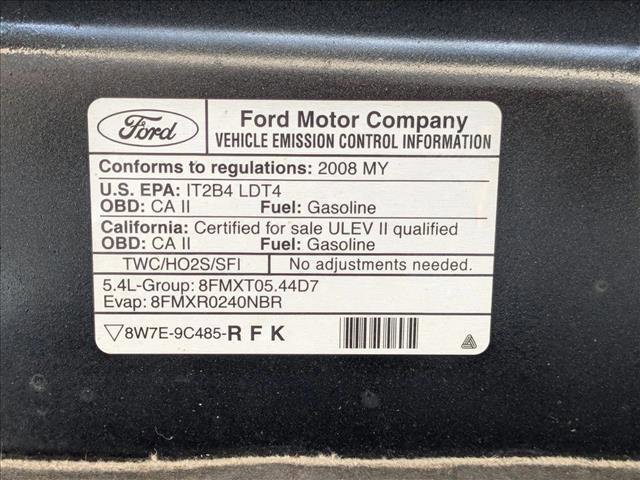 Ford
Ford Motor Company
VEHICLE EMISSION CONTROL INFORMATION
Conforms to regulations: 2008 MY
U.S. EPA: IT2B4 LDT4
OBD: CA II Fuel: Gasoline
California: Certified for sale ULEV II qualified
OBD: CA II Fuel: Gasoline
TWC/HO2S/SFI No adjustments needed.
5.4L-Group: 8FMXT05.44D7
Evap: 8FMXR0240NBR
▽8W7E-9C485-R F K